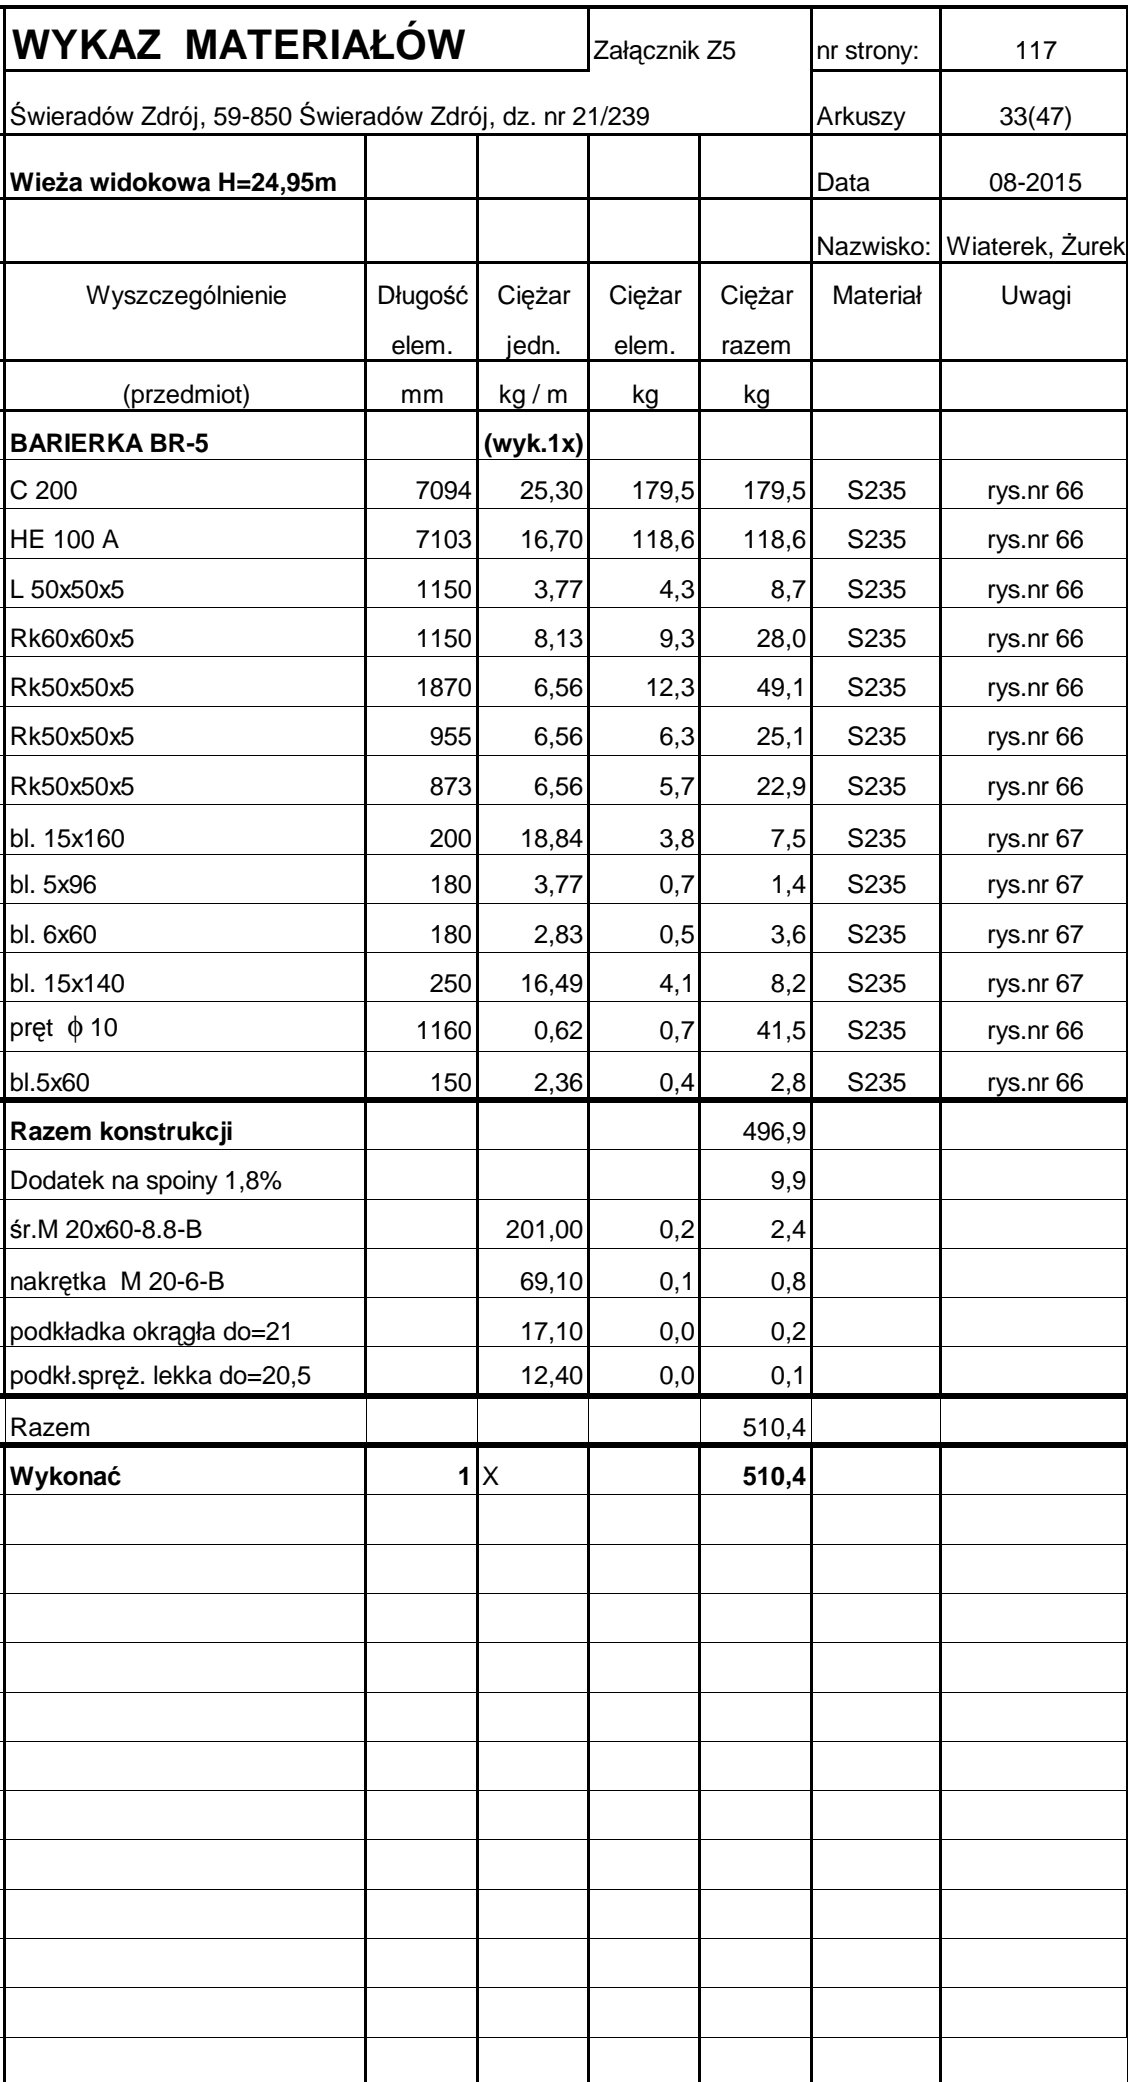 WYKAZ  MATERIAŁÓW Załącznik Z5 nr strony: 117
Świeradów Zdrój, 59-850 Świeradów Zdrój, dz. nr 21/239 Arkuszy 33(47)
Wieża widokowa H=24,95m Data 08-2015
Nazwisko: Wiaterek, Żurek
Wyszczególnienie Długość Ciężar Ciężar Ciężar Materiał Uwagi
elem. jedn. elem. razem
(przedmiot) mm kg / m kg kg
BARIERKA BR-5 (wyk.1x)
C 200 7094 25,30 179,5 179,5 S235 rys.nr 66
HE 100 A 7103 16,70 118,6 118,6 S235 rys.nr 66
L 50x50x5 1150 3,77 4,3 8,7 S235 rys.nr 66
Rk60x60x5 1150 8,13 9,3 28,0 S235 rys.nr 66
Rk50x50x5 1870 6,56 12,3 49,1 S235 rys.nr 66
Rk50x50x5 955 6,56 6,3 25,1 S235 rys.nr 66
Rk50x50x5 873 6,56 5,7 22,9 S235 rys.nr 66
bl. 15x160 200 18,84 3,8 7,5 S235 rys.nr 67
bl. 5x96 180 3,77 0,7 1,4 S235 rys.nr 67
bl. 6x60 180 2,83 0,5 3,6 S235 rys.nr 67
bl. 15x140 250 16,49 4,1 8,2 S235 rys.nr 67
pręt ϕ 10 1160 0,62 0,7 41,5 S235 rys.nr 66
bl.5x60 150 2,36 0,4 2,8 S235 rys.nr 66
Razem konstrukcji 496,9
Dodatek na spoiny 1,8% 9,9
śr.M 20x60-8.8-B 201,00 0,2 2,4
nakrętka  M 20-6-B 69,10 0,1 0,8
podkładka okrągła do=21 17,10 0,0 0,2
podkł.spręż. lekka do=20,5 12,40 0,0 0,1
Razem 510,4
Wykonać 1 X 510,4